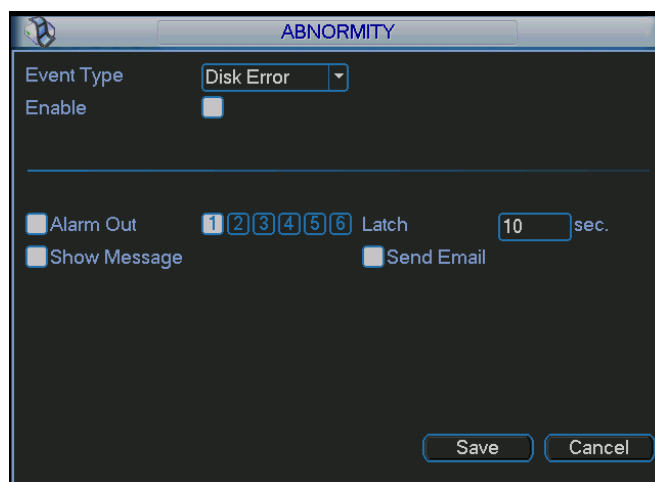 ABNORMITY
Event Type Disk Error
Enable
Alarm Out 1 2 3 4 5 6 Latch 10 sec.
Show Message Send Email
Save Cancel